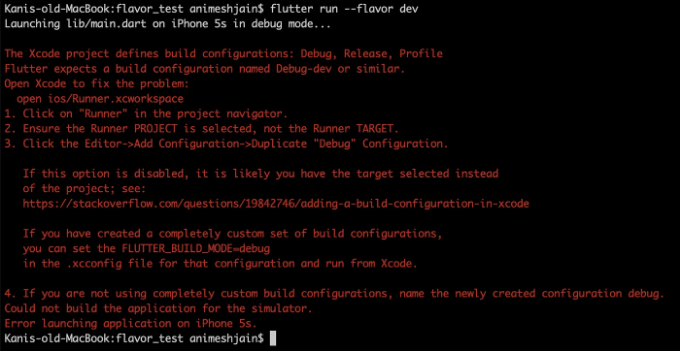 Kanis-old-MacBook:flavor_test animeshjain$ flutter run --flavor dev
Launching lib/main.dart on iPhone 5s in debug mode...
The Xcode project defines build configurations: Debug, Release, Profile
Flutter expects a build configuration named Debug-dev or similar.
Open Xcode to fix the problem:
open ios/Runner.xcworkspace
1. Click on "Runner" in the project navigator.
2. Ensure the Runner PROJECT is selected, not the Runner TARGET.
3. Click the Editor->Add Configuration->Duplicate "Debug" Configuration.
If this option is disabled, it is likely you have the target selected instead
of the project; see:
https://stackoverflow.com/questions/19842746/adding-a-build-configuration-in-xcode
If you have created a completely custom set of build configurations,
you can set the FLUTTER_BUILD_MODE=debug
in the .xcconfig file for that configuration and run from Xcode.
4. If you are not using completely custom build configurations, name the newly created configuration debug.
Could not build the application for the simulator.
Error launching application on iPhone 5s.
Kanis-old-MacBook:flavor_test animeshjain$